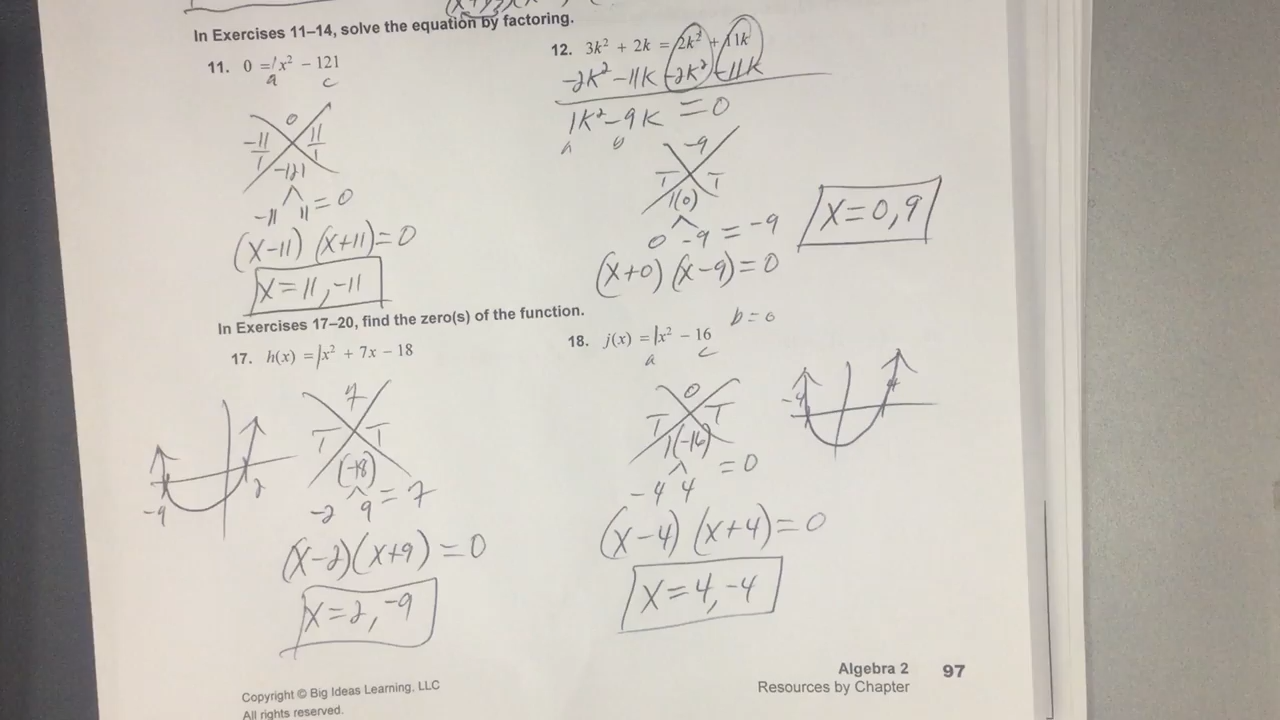 In Exercises 11–14, solve the equation by factoring.
11. 0 = 1x² − 121
a c
0
-11/1 11/1
-121
-11 11 = 0
(x-11) (x+11) = 0
x = 11, -11
12. 3k² + 2k = 2k² + 11k
-2k² -11k -2k² -11k
1k² - 9k = 0
-9
1 1
1(0)
0 -9 = -9
(x+0) (x-9) = 0
x = 0, 9
In Exercises 17–20, find the zero(s) of the function.
17. h(x) = 1x² + 7x − 18
7
1 1
(-18)
-2 9 = 7
-9 2
(x-2)(x+9) = 0
x = 2, -9
18. j(x) = 1x² − 16
a c
b = 0
0
1 1
1(-16)
-4 4 = 0
-4 4
(x-4) (x+4) = 0
x = 4, -4
Copyright © Big Ideas Learning, LLC
All rights reserved.
Algebra 2 97
Resources by Chapter